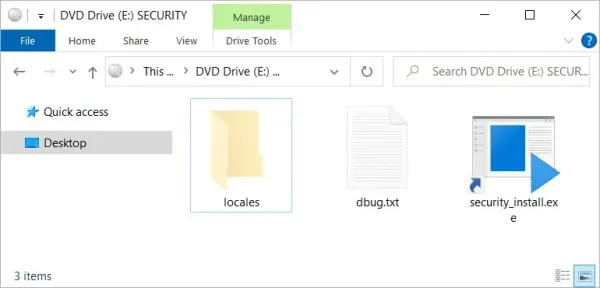 DVD Drive (E:) SECURITY
Manage
File
Home
Share
View
Drive Tools
This ...
DVD Drive (E:) ...
Search DVD Drive (E:) SECUR...
Quick access
Desktop
locales
dbug.txt
security_install.ex
e
3 items